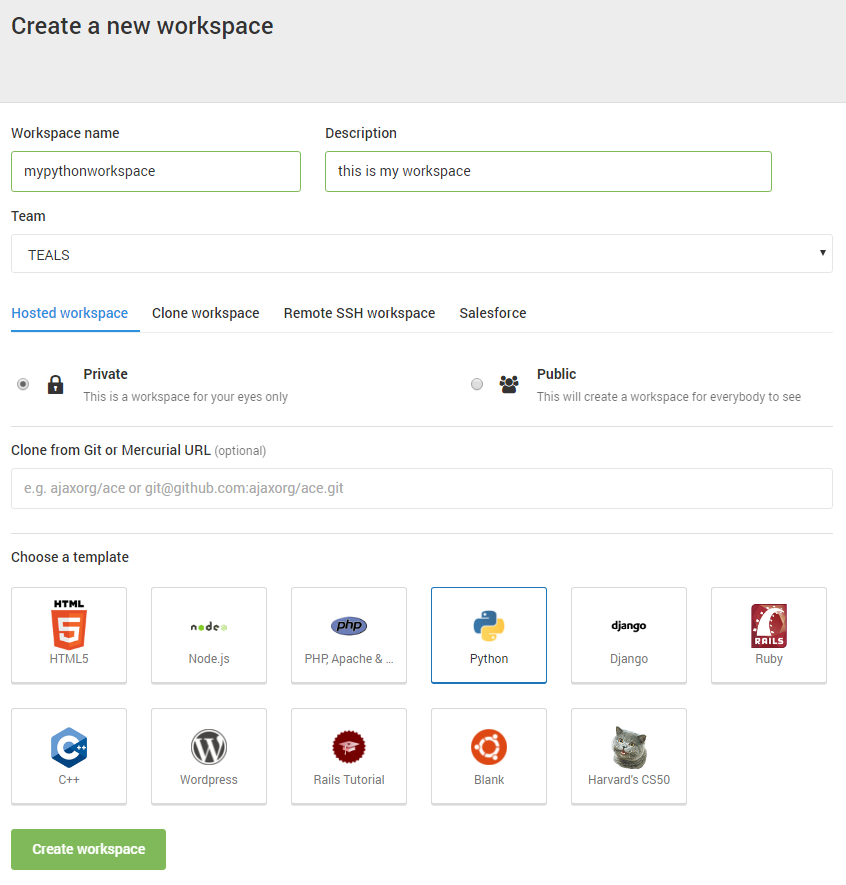 Create a new workspace
Workspace name
Description
mypythonworkspace
this is my workspace
Team
TEALS
Hosted workspace
Clone workspace
Remote SSH workspace
Salesforce
Private
This is a workspace for your eyes only
Public
This will create a workspace for everybody to see
Clone from Git or Mercurial URL (optional)
e.g. ajaxorg/ace or git@github.com:ajaxorg/ace.git
Choose a template
HTML
5
HTML5
node
Node.js
php
PHP, Apache & ...
Python
django
Django
RAILS
Ruby
C++
C++
W
Wordpress
Rails Tutorial
Blank
Harvard's CS50
Create workspace